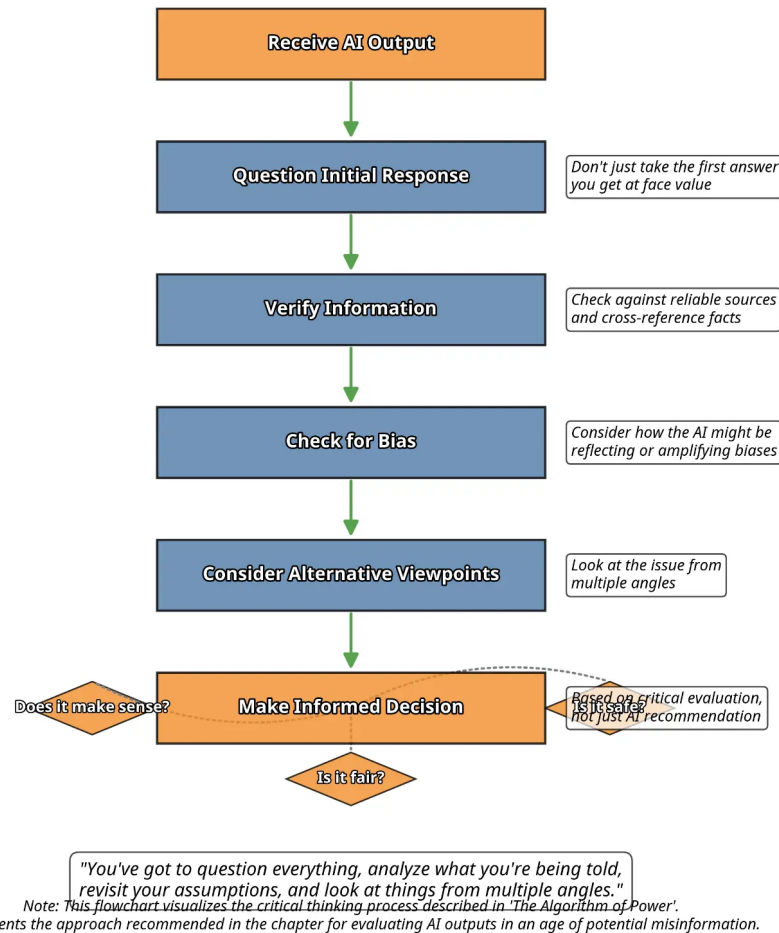 Receive AI Output
Question Initial Response
Don't just take the first answer
you get at face value
Verify Information
Check against reliable sources
and cross-reference facts
Check for Bias
Consider how the AI might be
reflecting or amplifying biases
Consider Alternative Viewpoints
Look at the issue from
multiple angles
Does it make sense?
Make Informed Decision
Based on critical evaluation,
not just AI recommendation
Is it safe?
Is it fair?
"You've got to question everything, analyze what you're being told,
revisit your assumptions, and look at things from multiple angles."
Note: This flowchart visualizes the critical thinking process described in 'The Algorithm of Power'.
the approach recommended in the chapter for evaluating AI outputs in an age of potential misinformation.